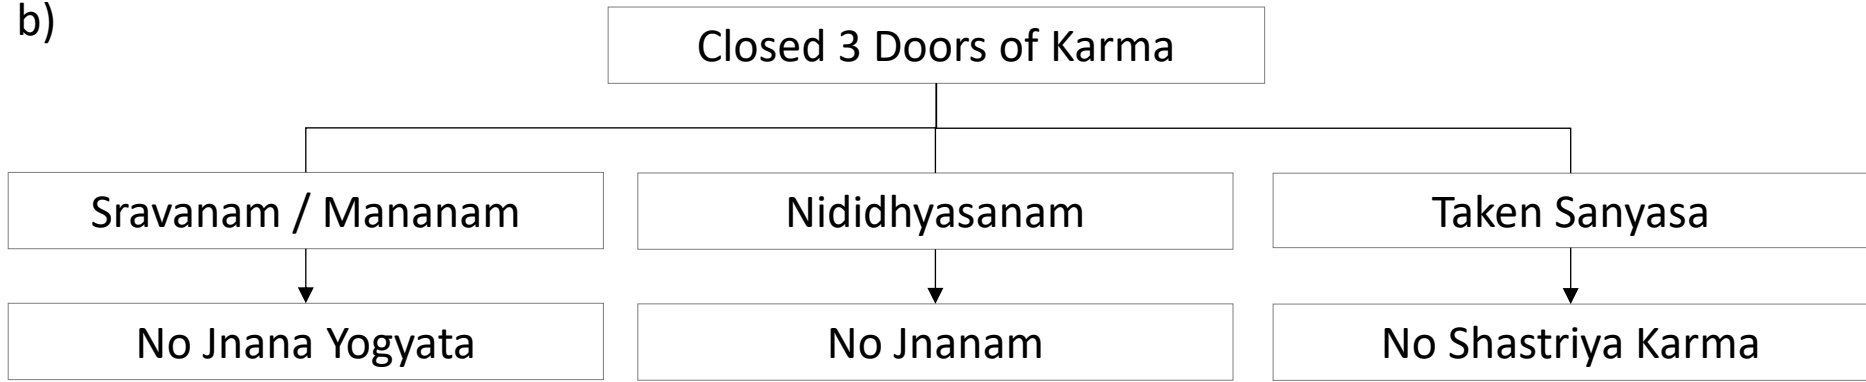 b)
Closed 3 Doors of Karma
Sravanam / Mananam
Nididhyasanam
Taken Sanyasa
No Jnana Yogyata
No Jnanam
No Shastriya Karma